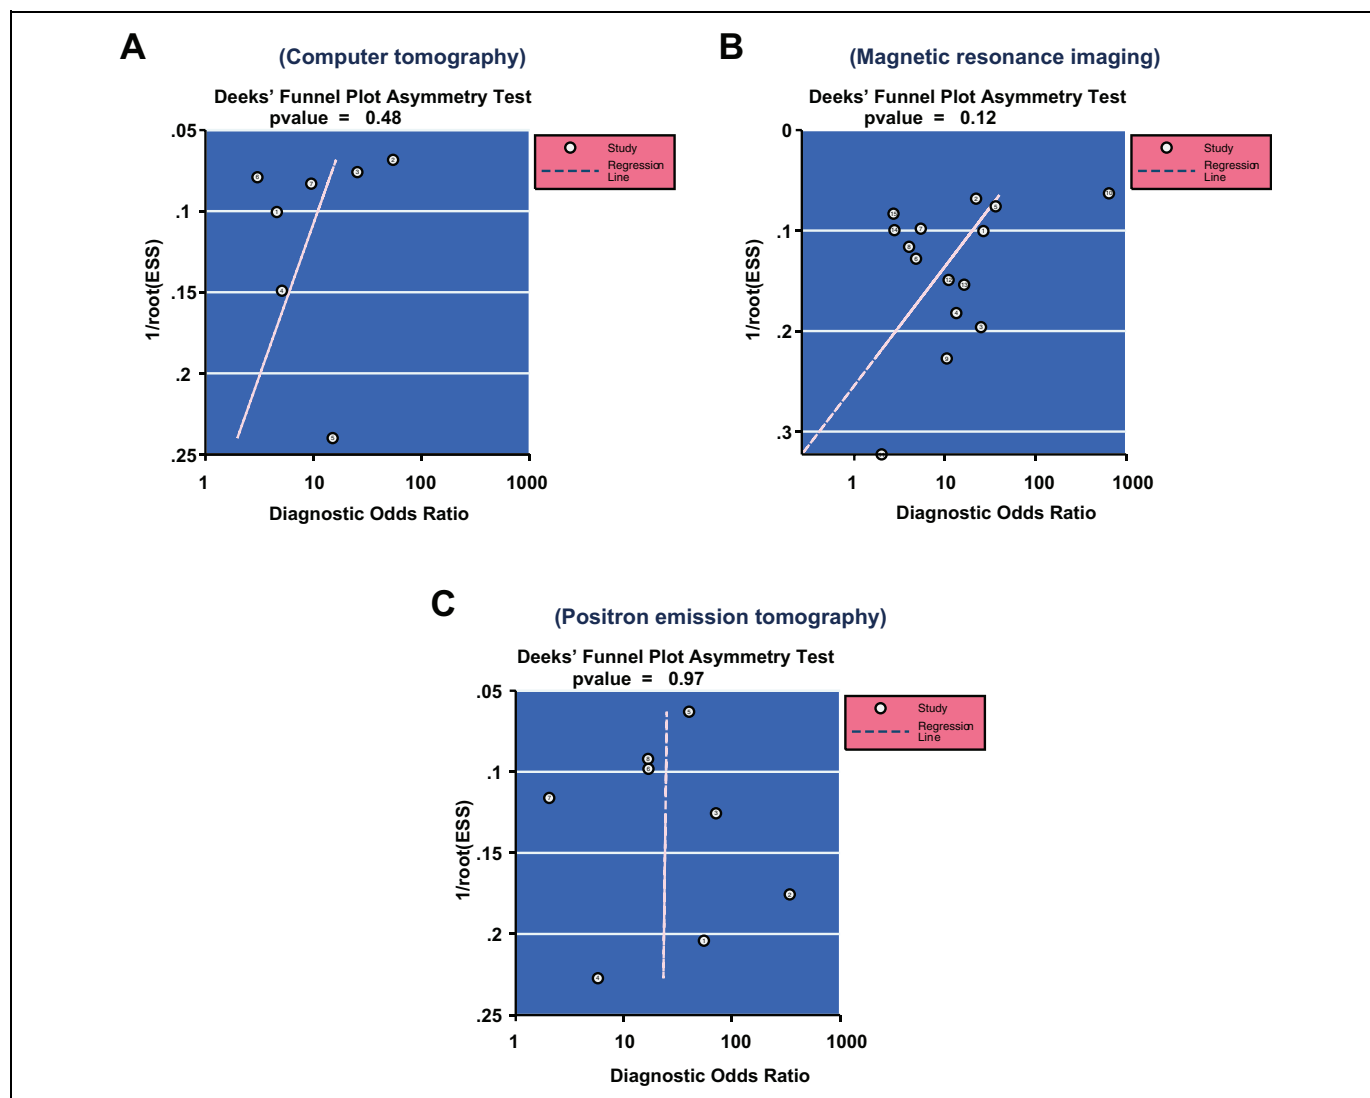 A
(Computer tomography)
Deeks' Funnel Plot Asymmetry Test
pvalue = 0.48
.05
.1
.15
.2
.25
1/root(ESS)
1 10 100 1000
Diagnostic Odds Ratio
Study
Regression
Line
B
(Magnetic resonance imaging)
Deeks' Funnel Plot Asymmetry Test
pvalue = 0.12
0
.1
.2
.3
1/root(ESS)
1 10 100 1000
Diagnostic Odds Ratio
Study
Regression
Line
C
(Positron emission tomography)
Deeks' Funnel Plot Asymmetry Test
pvalue = 0.97
.05
.1
.15
.2
.25
1/root(ESS)
1 10 100 1000
Diagnostic Odds Ratio
Study
Regression
Line